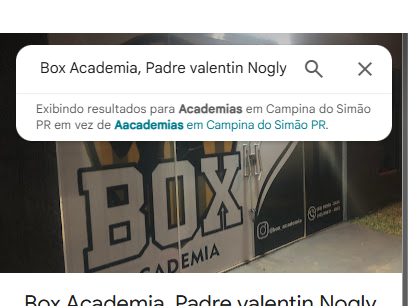 Box Academia, Padre valentin Nogly
Exibindo resultados para Academias em Campina do Simão
PR em vez de Aacademias em Campina do Simão PR.
BOX
ACADEMIA
@box_academia
Box Academia, Padre valentin Nogly